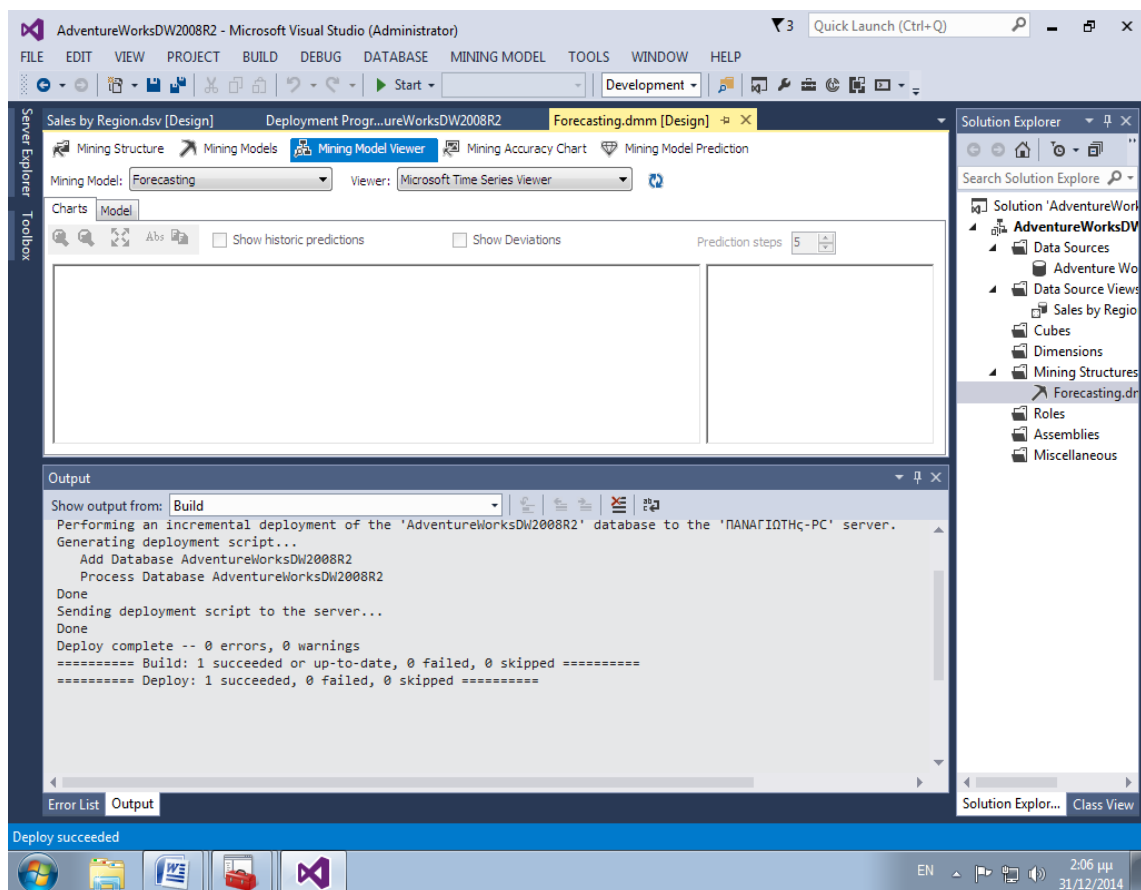 AdventureWorksDW2008R2 - Microsoft Visual Studio (Administrator)
3
Quick Launch (Ctrl+Q)
FILE EDIT VIEW PROJECT BUILD DEBUG DATABASE MINING MODEL TOOLS WINDOW HELP
Start
Development
Server Explorer
Toolbox
Sales by Region.dsv [Design]
Deployment Progr...ureWorksDW2008R2
Forecasting.dmm [Design]
Mining Structure
Mining Models
Mining Model Viewer
Mining Accuracy Chart
Mining Model Prediction
Mining Model: Forecasting
Viewer: Microsoft Time Series Viewer
Charts
Model
Abs
Show historic predictions
Show Deviations
Prediction steps 5
Output
Show output from: Build
Performing an incremental deployment of the 'AdventureWorksDW2008R2' database to the 'ΠΑΝΑΓΙΩΤΗς-PC' server.
Generating deployment script...
Add Database AdventureWorksDW2008R2
Process Database AdventureWorksDW2008R2
Done
Sending deployment script to the server...
Done
Deploy complete -- 0 errors, 0 warnings
========== Build: 1 succeeded or up-to-date, 0 failed, 0 skipped ==========
========== Deploy: 1 succeeded, 0 failed, 0 skipped ==========
Error List
Output
Solution Explorer
Search Solution Explore
Solution 'AdventureWork
AdventureWorksDV
Data Sources
Adventure Wo
Data Source Views
Sales by Regio
Cubes
Dimensions
Mining Structures
Forecasting.dr
Roles
Assemblies
Miscellaneous
Solution Explor...
Class View
Deploy succeeded
EN
2:06 μμ
31/12/2014